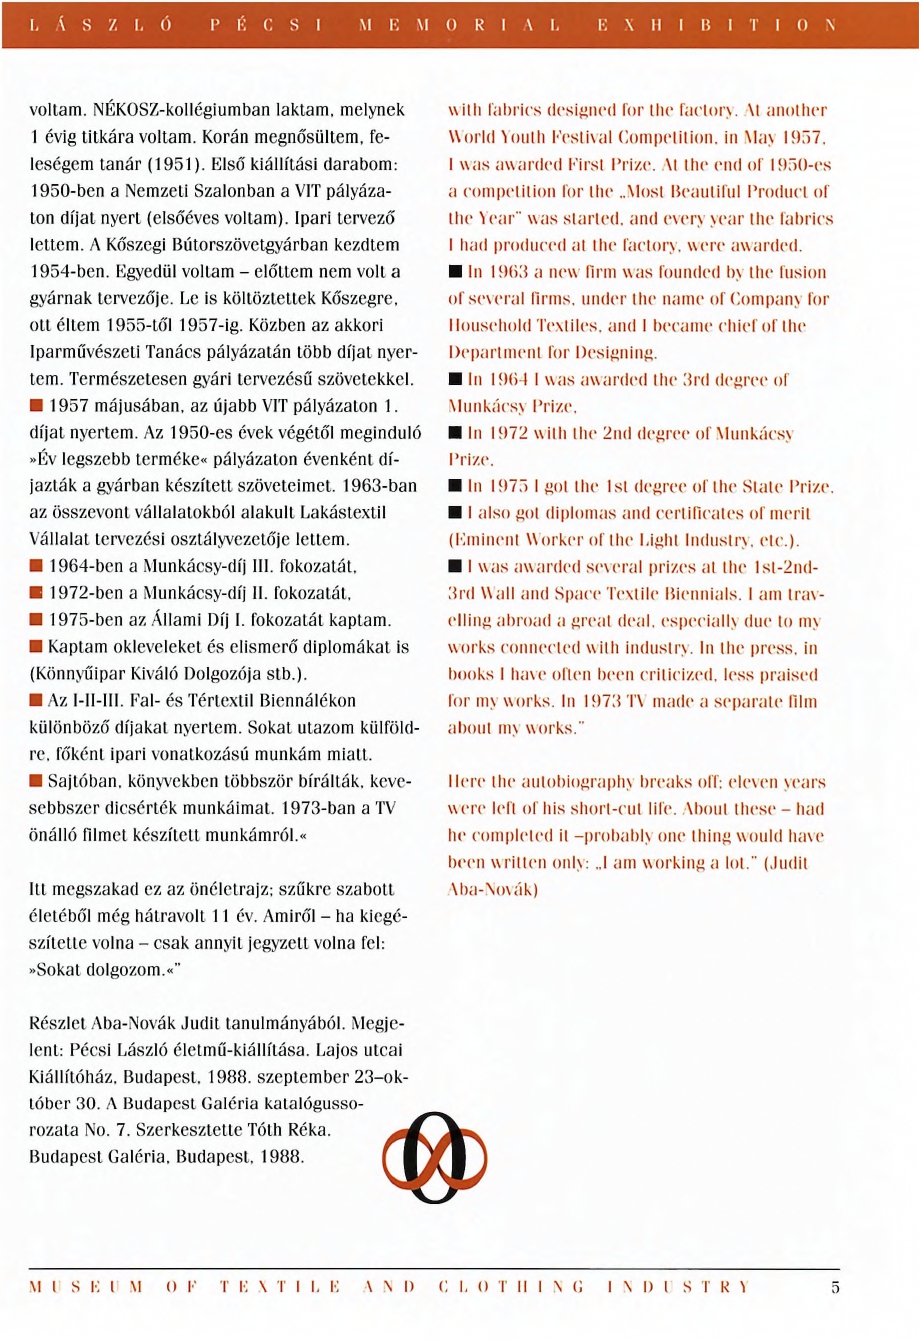 LÁSZLÓ PÉCSI MEMORIAL EXHIBITION
voltam. NÉKOSZ-kollégiumban laktam, melynek
1 évig titkára voltam. Korán megnősültem, fe-
leségem tanár (1951). Első kiállítási darabom:
1950-ben a Nemzeti Szalonban a VIT pályáza-
ton díjat nyert (elsőéves voltam). Ipari tervező
lettem. A Kőszegi Bútorszövetgyárban kezdtem
1954-ben. Egyedül voltam – előttem nem volt a
gyárnak tervezője. Le is költöztettek Kőszegre,
ott éltem 1955-től 1957-ig. Közben az akkori
Iparművészeti Tanács pályázatán több díjat nyer-
tem. Természetesen gyári tervezésű szövetekkel.
■ 1957 májusában, az újabb VIT pályázaton 1.
díjat nyertem. Az 1950-es évek végétől meginduló
»Év legszebb terméke« pályázaton évenként dí-
jazták a gyárban készített szöveteimet. 1963-ban
az összevont vállalatokból alakult Lakástextil
Vállalat tervezési osztályvezetője lettem.
■ 1964-ben a Munkácsy-díj III. fokozatát,
■ 1972-ben a Munkácsy-díj II. fokozatát,
■ 1975-ben az Állami Díj I. fokozatát kaptam.
■ Kaptam okleveleket és elismerő diplomákat is
(Könnyűipar Kiváló Dolgozója stb.).
■ Az I-II-III. Fal- és Tértextil Biennálékon
különböző díjakat nyertem. Sokat utazom külföld-
re, főként ipari vonatkozású munkám miatt.
■ Sajtóban, könyvekben többször bírálták, keve-
sebbszer dicsérték munkáimat. 1973-ban a TV
önálló filmet készített munkámról.«
Itt megszakad ez az önéletrajz; szűkre szabott
életéből még hátravolt 11 év. Amiről – ha kiegé-
szítette volna – csak annyit jegyzett volna fel:
»Sokat dolgozom.«”
Részlet Aba-Novák Judit tanulmányából. Megje-
lent: Pécsi László életmű-kiállítása. Lajos utcai
Kiállítóház, Budapest, 1988. szeptember 23–ok-
tóber 30. A Budapest Galéria katalógusso-
rozata No. 7. Szerkesztette Tóth Réka.
Budapest Galéria, Budapest, 1988.
with fabrics designed for the factory. At another
World Youth Festival Competition, in May 1957,
I was awarded First Prize. At the end of 1950-es
a competition for the „Most Beautiful Product of
the Year” was started, and every year the fabrics
I had produced at the factory, were awarded.
■ In 1963 a new firm was founded by the fusion
of several firms, under the name of Company for
Household Textiles, and I became chief of the
Department for Designing.
■ In 1964 I was awarded the 3rd degree of
Munkácsy Prize,
■ In 1972 with the 2nd degree of Munkácsy
Prize,
■ In 1975 I got the 1st degree of the State Prize.
■ I also got diplomas and certificates of merit
(Eminent Worker of the Light Industry, etc.).
■ I was awarded several prizes at the 1st-2nd-
3rd Wall and Space Textile Biennials. I am trav-
elling abroad a great deal, especially due to my
works connected with industry. In the press, in
books I have often been criticized, less praised
for my works. In 1973 TV made a separate film
about my works.”
Here the autobiography breaks off; eleven years
were left of his short-cut life. About these – had
he completed it –probably one thing would have
been written only: „I am working a lot.” (Judit
Aba-Novák)
MUSEUM OF TEXTILE AND CLOTHING INDUSTRY 5